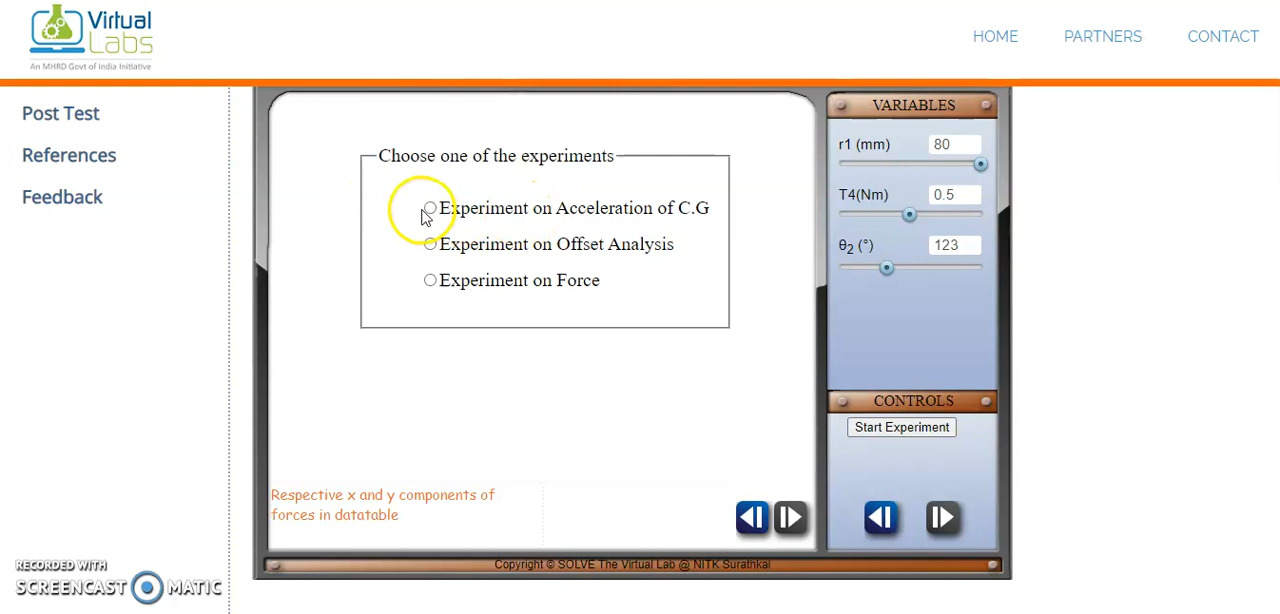 Virtual
Labs
An MHRD Govt of India Initiative
HOME
PARTNERS
CONTACT
Post Test
References
Feedback
Choose one of the experiments
Experiment on Acceleration of C.G
Experiment on Offset Analysis
Experiment on Force
Respective x and y components of
forces in datatable
VARIABLES
r1 (mm) 80
T4(Nm) 0.5
θ2 (°) 123
CONTROLS
Start Experiment
Copyright © SOLVE The Virtual Lab @ NITK Surathkal
RECORDED WITH
SCREENCAST MATIC